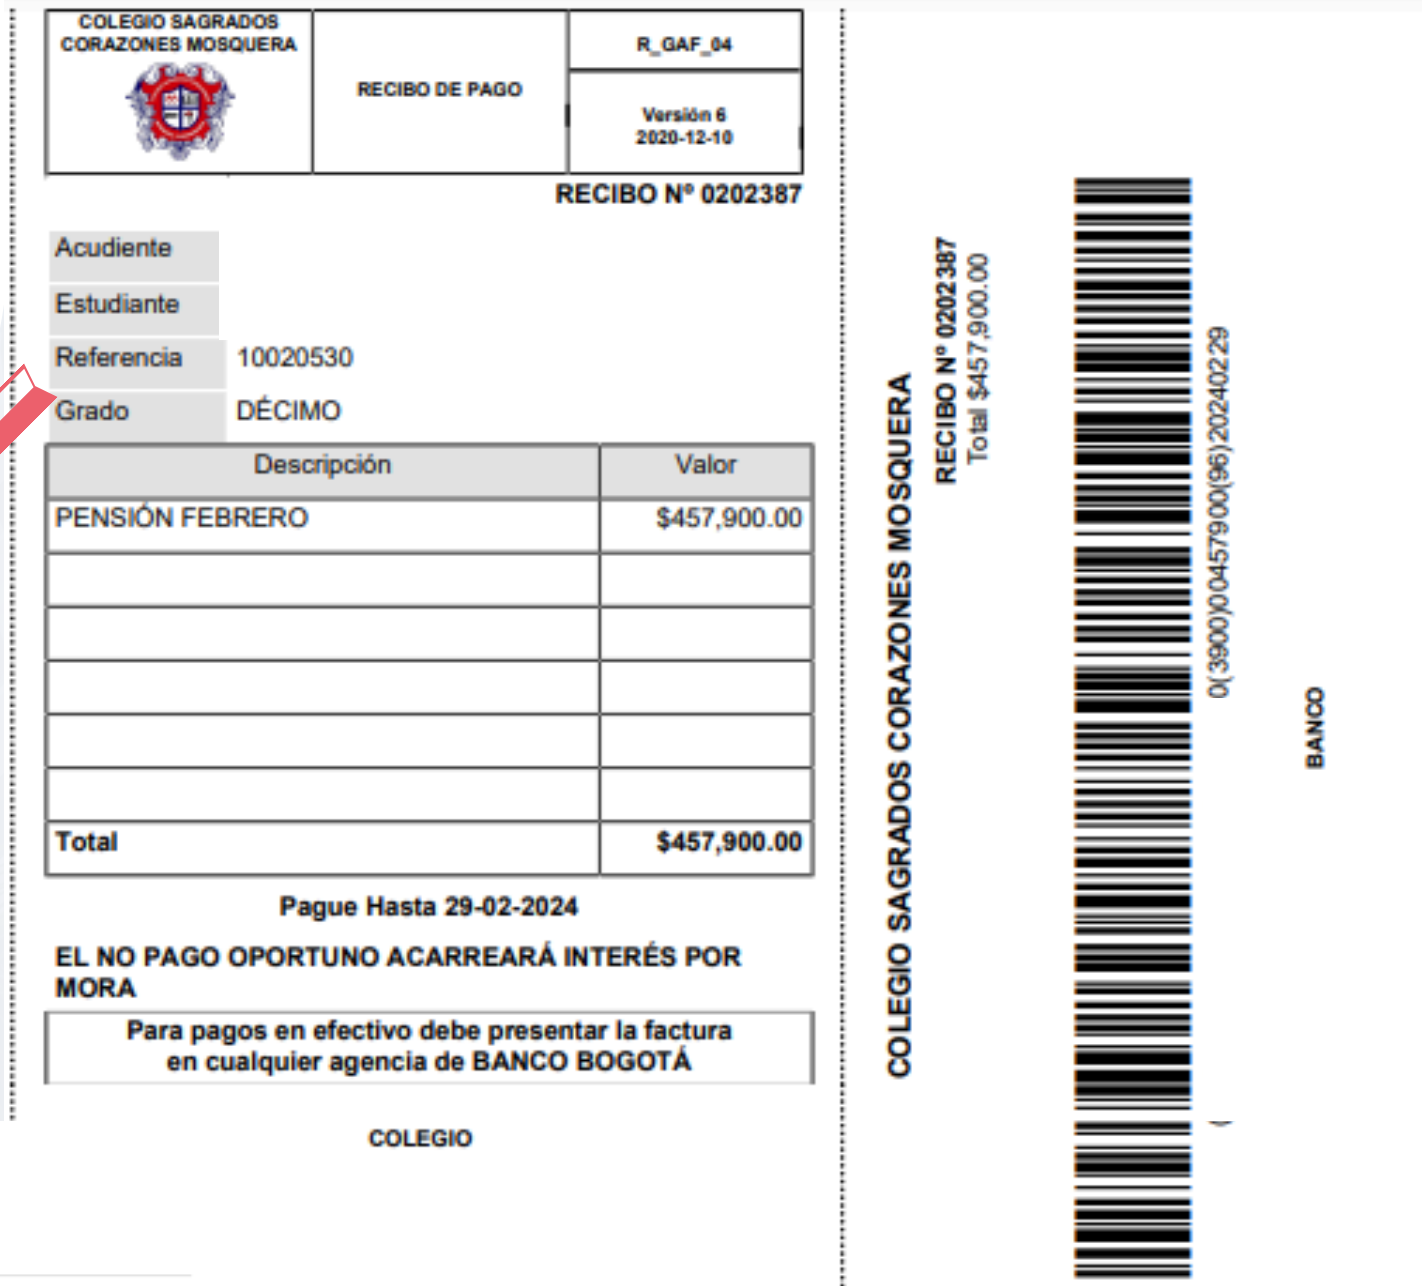 COLEGIO SAGRADOS
CORAZONES MOSQUERA
RECIBO DE PAGO
R_GAF_04
Versión 6
2020-12-10
RECIBO Nº 0202387
Acudiente
Estudiante
Referencia 10020530
Grado DÉCIMO
Descripción Valor
PENSIÓN FEBRERO $457,900.00
Total $457,900.00
Pague Hasta 29-02-2024
EL NO PAGO OPORTUNO ACARREARÁ INTERÉS POR
MORA
Para pagos en efectivo debe presentar la factura
en cualquier agencia de BANCO BOGOTÁ
COLEGIO
COLEGIO SAGRADOS CORAZONES MOSQUERA
RECIBO Nº 0202387
Total $457,900.00
0(3900)00457900(96)20240229
BANCO